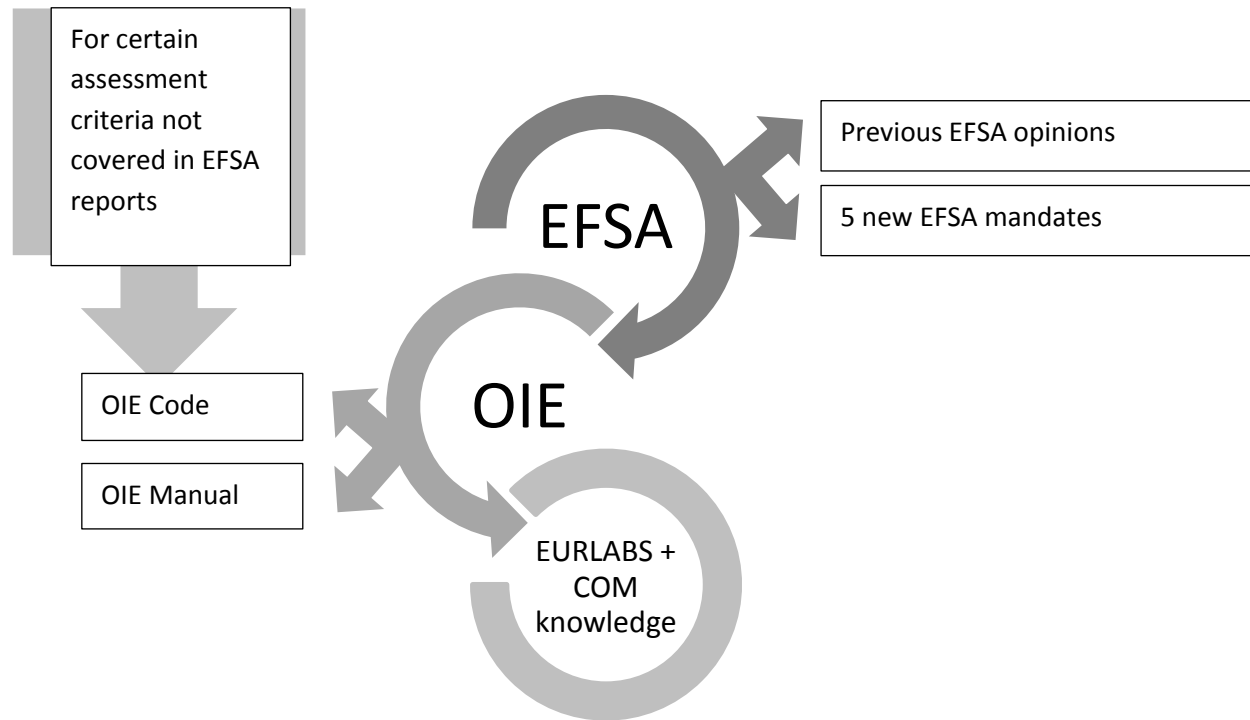 For certain
assessment
criteria not
covered in EFSA
reports
EFSA
Previous EFSA opinions
5 new EFSA mandates
OIE Code
OIE
OIE Manual
EURLABS +
COM
knowledge